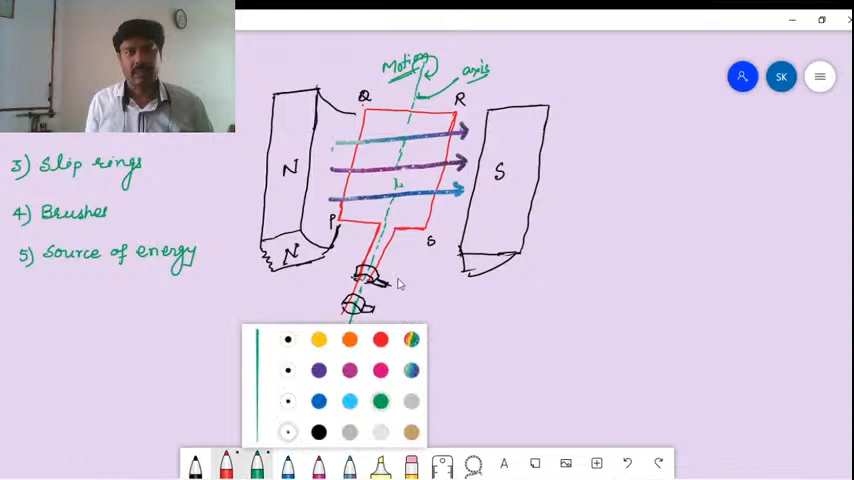 Motion
axis
Q
R
3) Slip rings
N
S
4) Brushes
P
S
5) Source of energy
N
SK
A